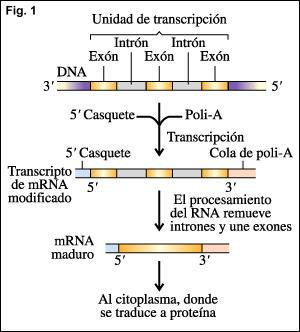 Fig. 1
Unidad de transcripción
Intrón Intrón
Exón Exón Exón
DNA
3′ 5′
5′ Casquete Poli-A
Transcripción
5′ Casquete Cola de poli-A
Transcripto
de mRNA
modificado
5′ 3′
El procesamiento
del RNA remueve
intrones y une exones
mRNA
maduro
5′ 3′
Al citoplasma, donde
se traduce a proteína